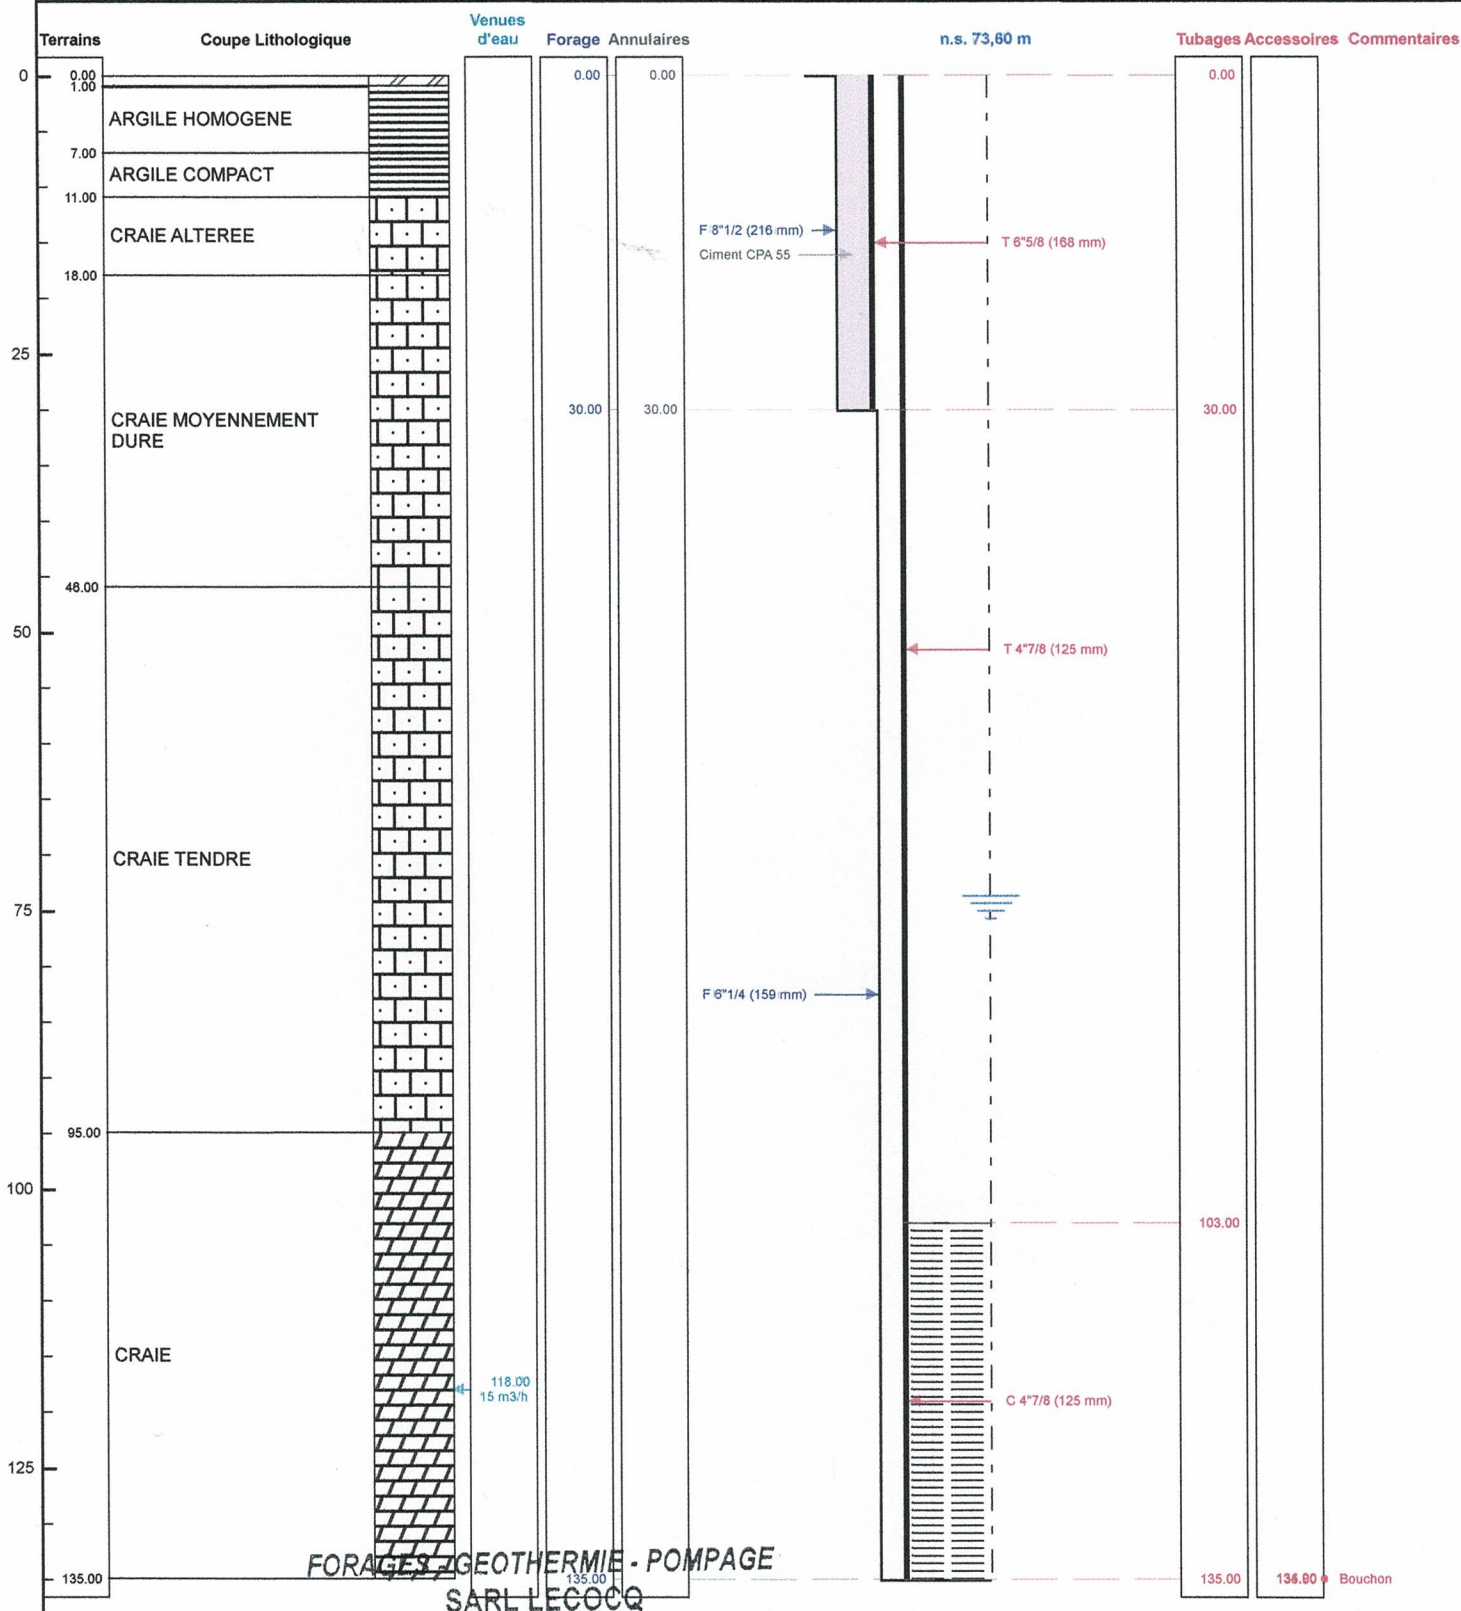 Terrains Coupe Lithologique Venues d'eau Forage Annulaires n.s. 73,60 m Tubages Accessoires Commentaires
0 0.00 0.00 0.00 0.00
1.00
ARGILE HOMOGENE
7.00
ARGILE COMPACT
11.00
CRAIE ALTEREE
F 8"1/2 (216 mm) T 6"5/8 (168 mm)
Ciment CPA 55
18.00
25
30.00 30.00 30.00
CRAIE MOYENNEMENT
DURE
46.00
50
T 4"7/8 (125 mm)
CRAIE TENDRE
75
F 6"1/4 (159 mm)
95.00
100
103.00
CRAIE
118.00
15 m3/h
C 4"7/8 (125 mm)
125
FORAGES - GEOTHERMIE - POMPAGE
135.00 135.00 135.00 Bouchon
SARL LECOCQ